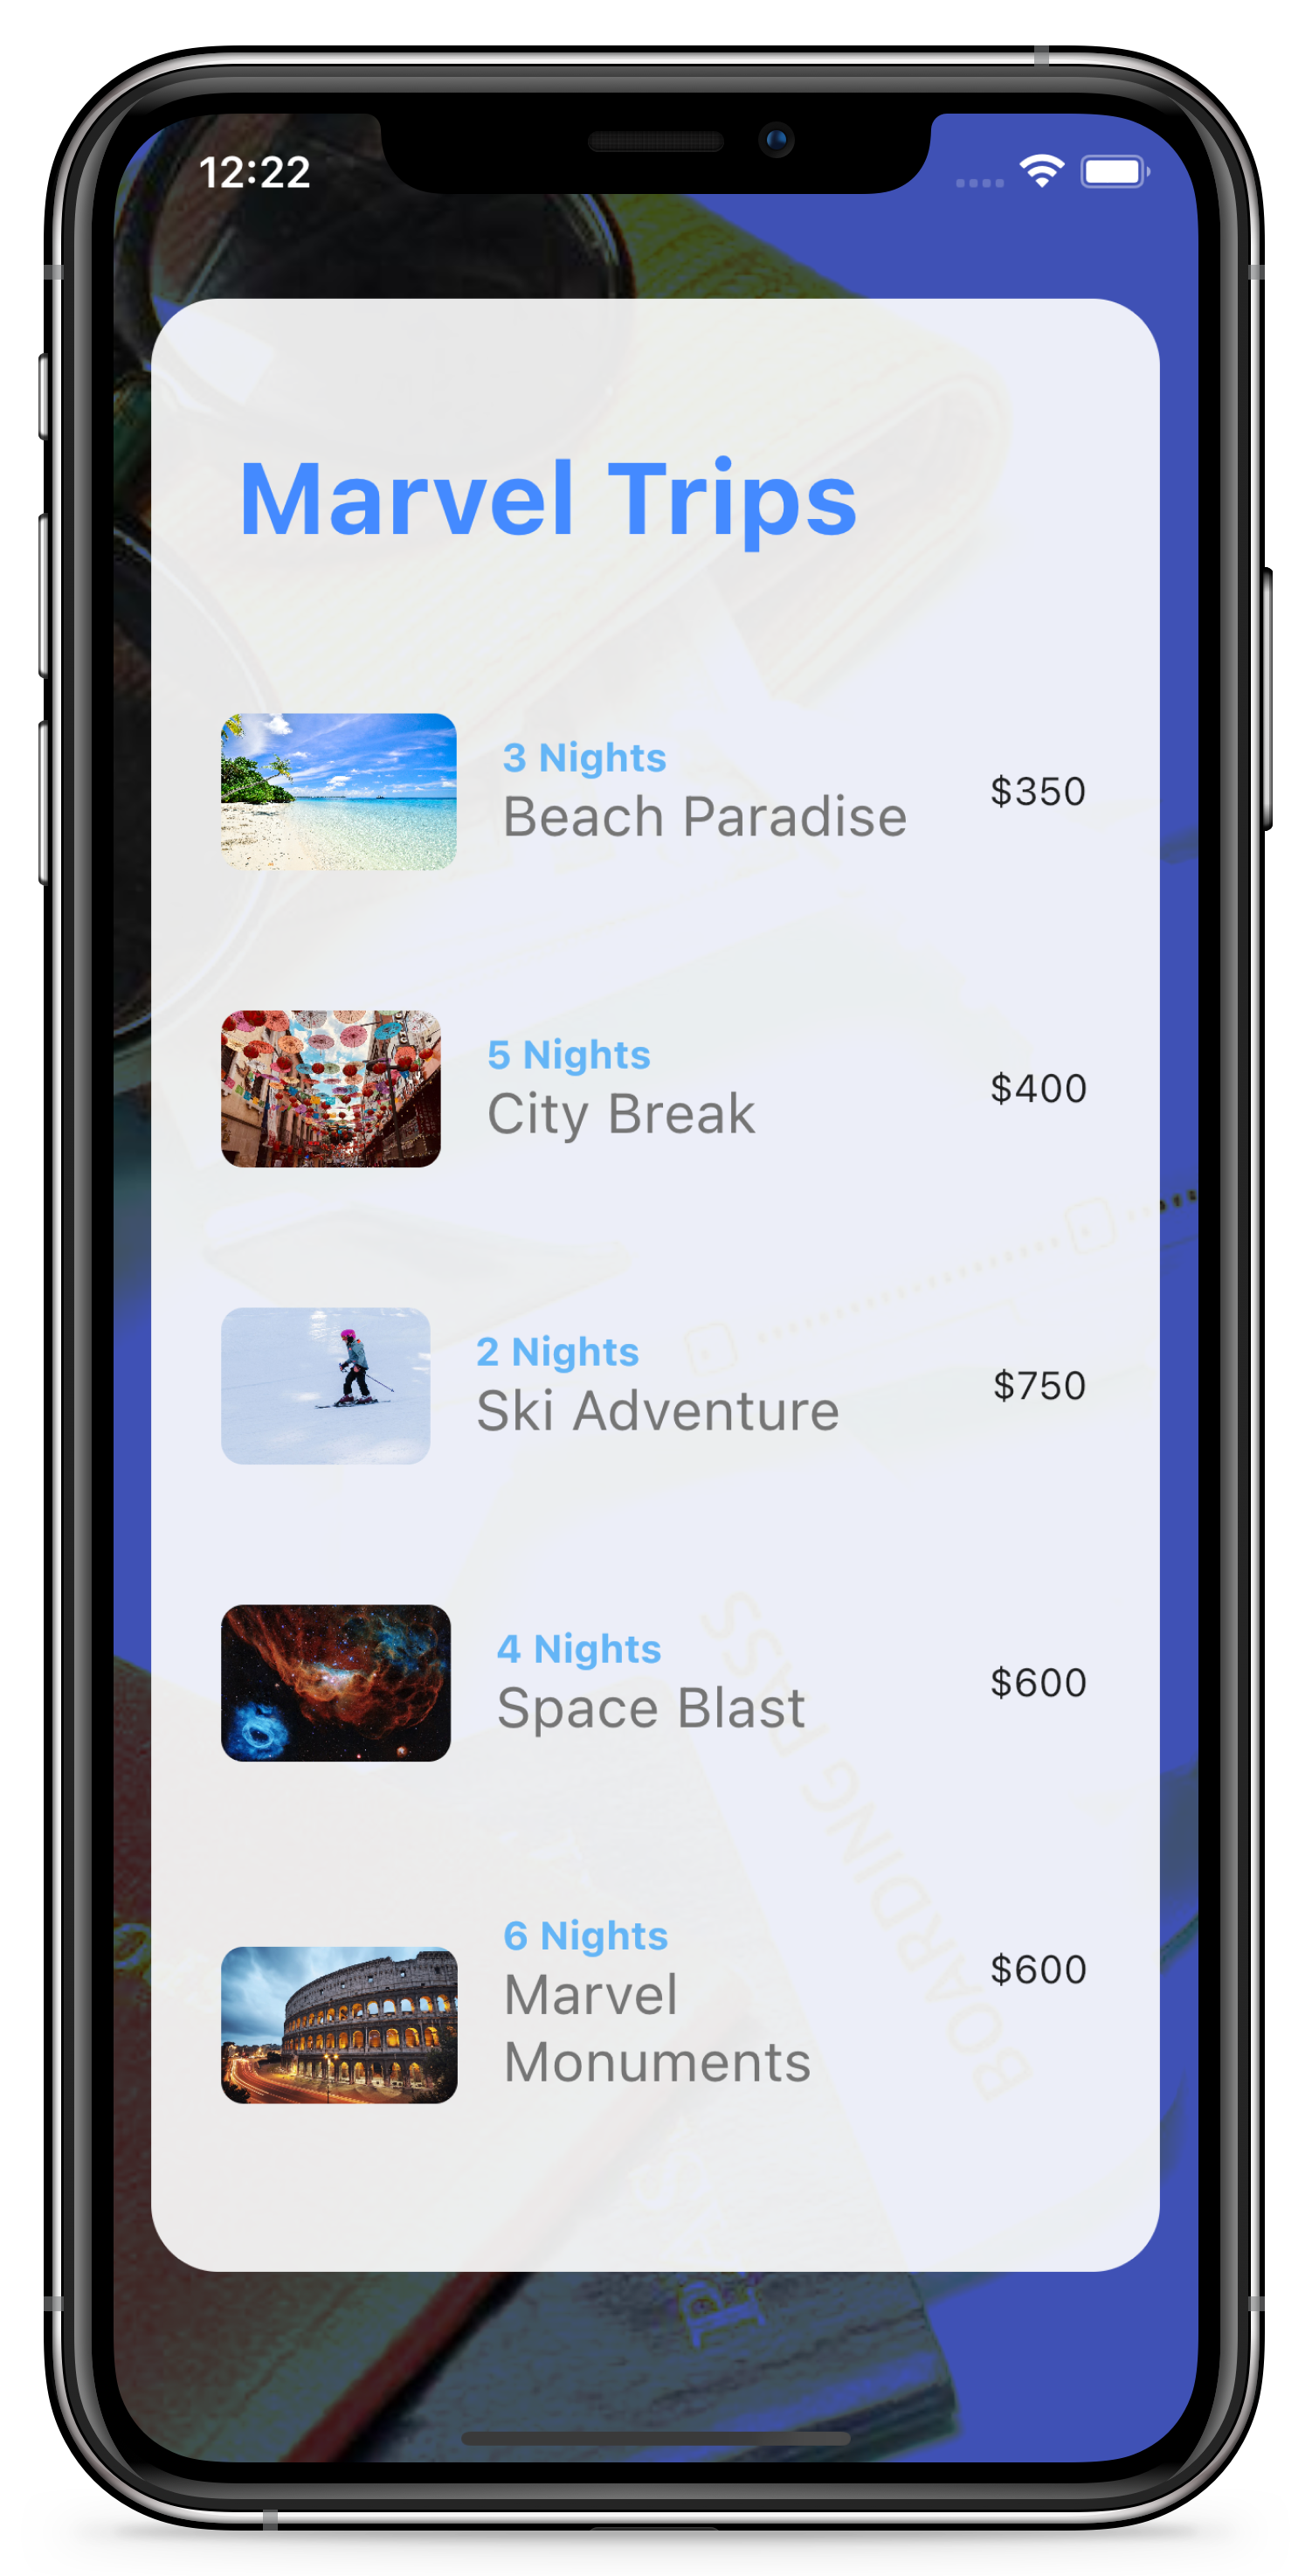 12:22
Marvel Trips
3 Nights
Beach Paradise
$350
5 Nights
City Break
$400
2 Nights
Ski Adventure
$750
4 Nights
Space Blast
$600
6 Nights
Marvel
Monuments
$600
BOARDING PASS